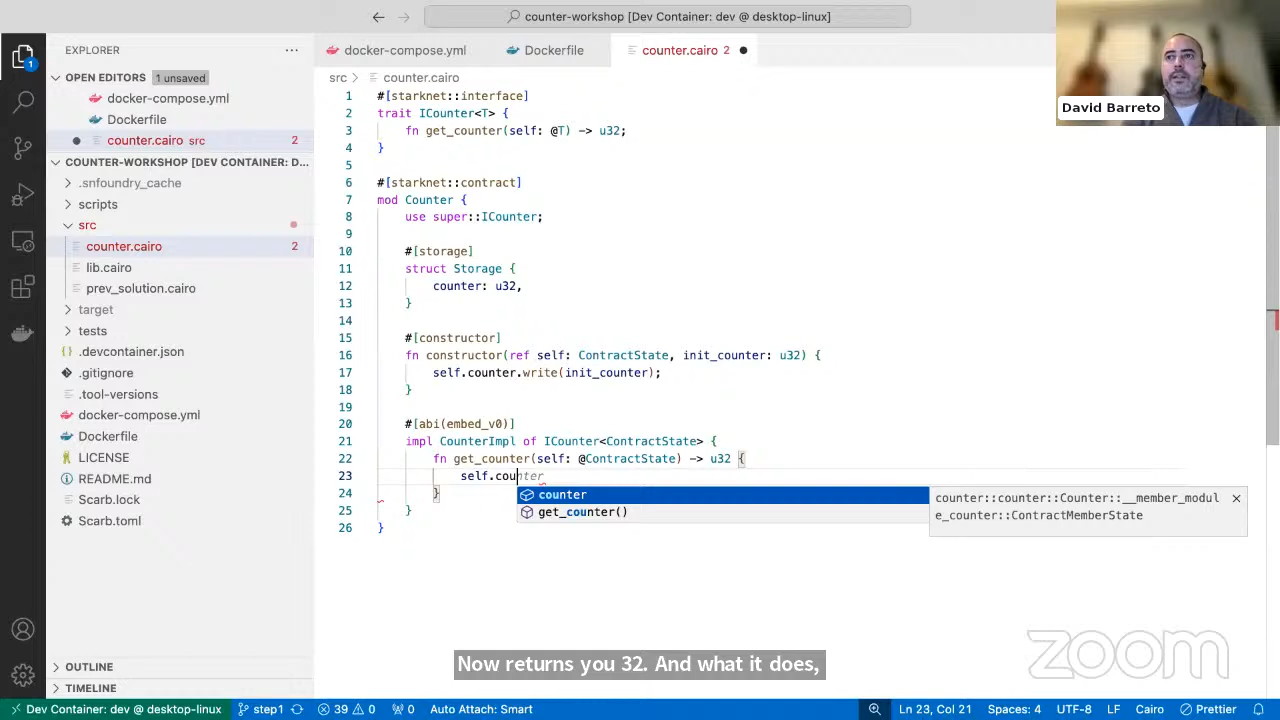 counter-workshop [Dev Container: dev @ desktop-linux]
EXPLORER
docker-compose.yml
Dockerfile
counter.cairo 2
OPEN EDITORS 1 unsaved
docker-compose.yml
Dockerfile
counter.cairo src 2
COUNTER-WORKSHOP [DEV CONTAINER: D...
.snfoundry_cache
scripts
src
counter.cairo 2
lib.cairo
prev_solution.cairo
target
tests
.devcontainer.json
.gitignore
.tool-versions
docker-compose.yml
Dockerfile
LICENSE
README.md
Scarb.lock
Scarb.toml
OUTLINE
TIMELINE
1
src > counter.cairo
1 #[starknet::interface]
2 trait ICounter<T> {
3 fn get_counter(self: @T) -> u32;
4 }
5
6 #[starknet::contract]
7 mod Counter {
8 use super::ICounter;
9
10 #[storage]
11 struct Storage {
12 counter: u32,
13 }
14
15 #[constructor]
16 fn constructor(ref self: ContractState, init_counter: u32) {
17 self.counter.write(init_counter);
18 }
19
20 #[abi(embed_v0)]
21 impl CounterImpl of ICounter<ContractState> {
22 fn get_counter(self: @ContractState) -> u32 {
23 self.counter
24 }
25 }
26 }
counter
get_counter()
counter::counter::Counter::__member_modul
e_counter::ContractMemberState
David Barreto
Now returns you 32. And what it does,
zoom
Dev Container: dev @ desktop-linux
step1
39 0
0
Auto Attach: Smart
Ln 23, Col 21
Spaces: 4
UTF-8
LF
Cairo
Prettier